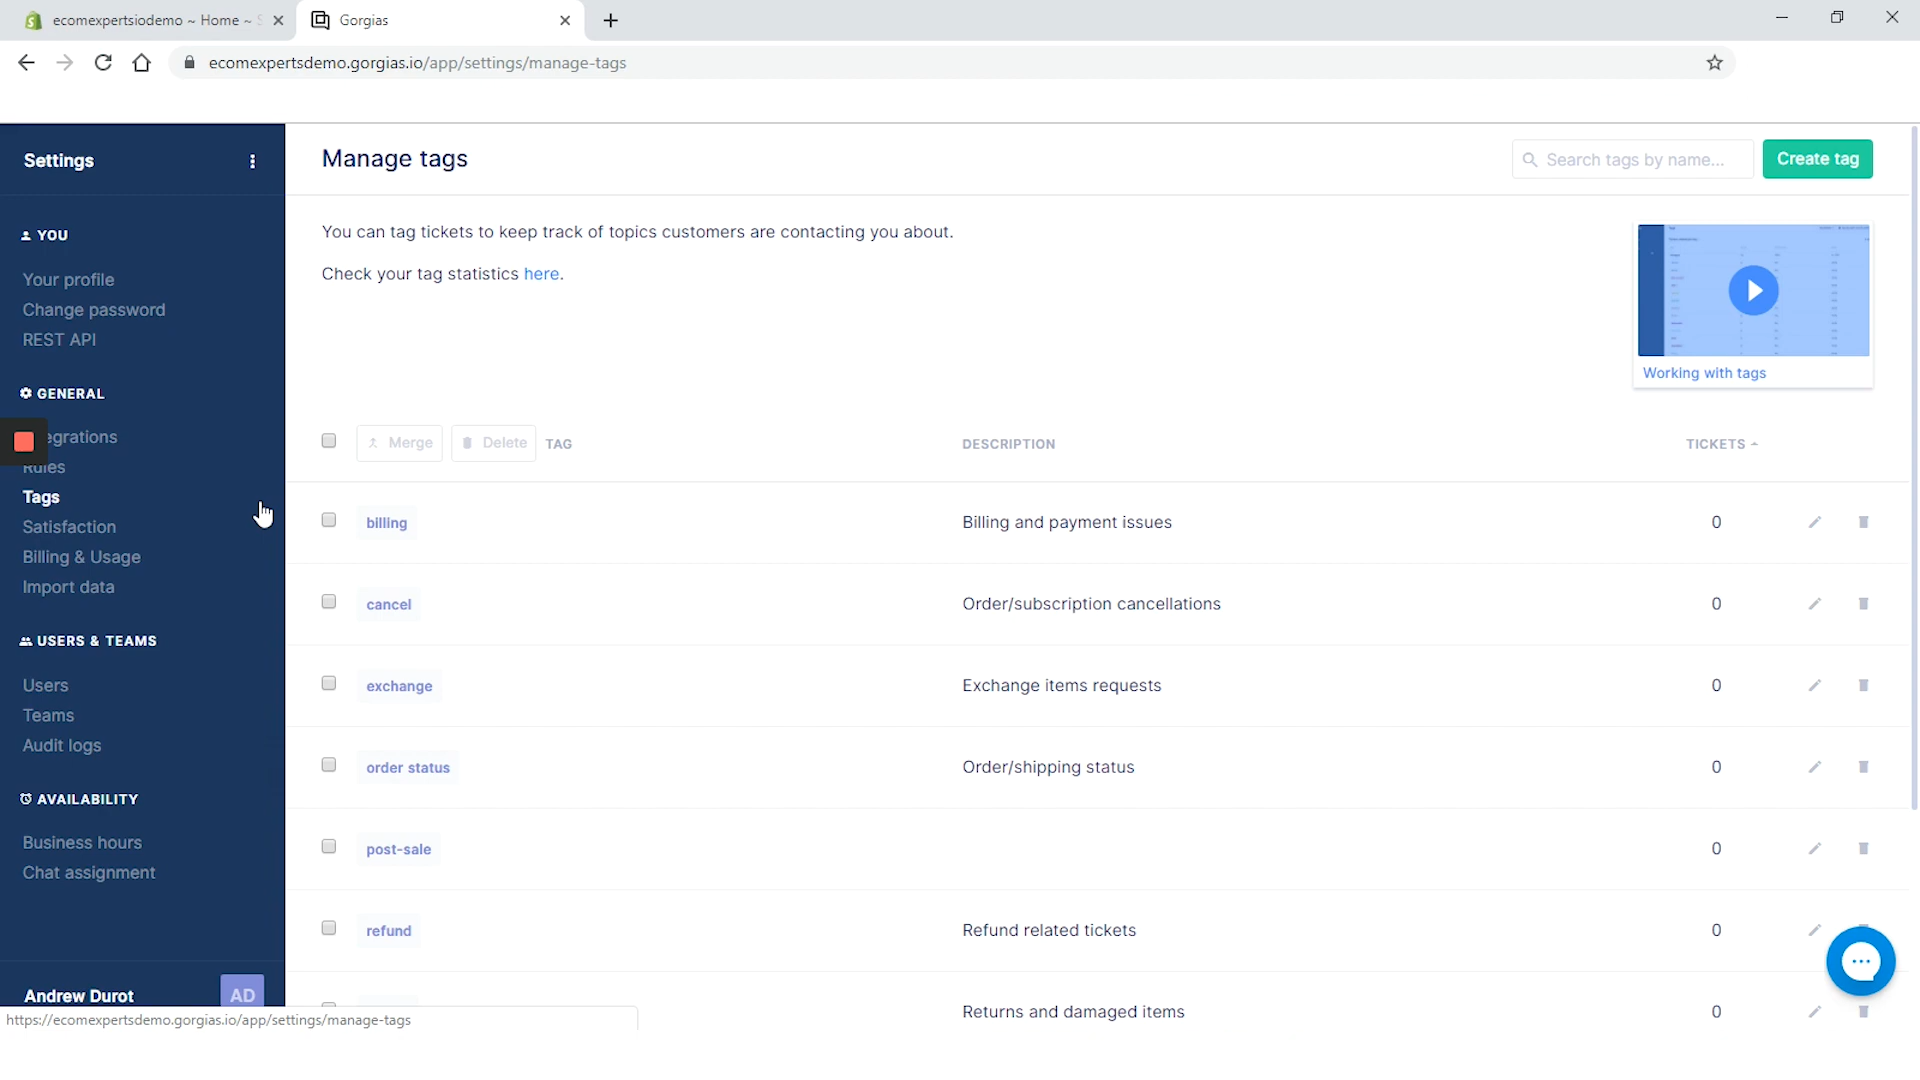 ecomexpertsiodemo ~ Home ~
Gorgias
ecomexpertsdemo.gorgias.io/app/settings/manage-tags
Settings
YOU
Your profile
Change password
REST API
GENERAL
egrations
Rules
Tags
Satisfaction
Billing & Usage
Import data
USERS & TEAMS
Users
Teams
Audit logs
AVAILABILITY
Business hours
Chat assignment
Andrew Durot
AD
https://ecomexpertsdemo.gorgias.io/app/settings/manage-tags
Manage tags
Search tags by name...
Create tag
You can tag tickets to keep track of topics customers are contacting you about.
Check your tag statistics here.
Working with tags
Merge
Delete
TAG
DESCRIPTION
TICKETS
billing
Billing and payment issues
0
cancel
Order/subscription cancellations
0
exchange
Exchange items requests
0
order status
Order/shipping status
0
post-sale
0
refund
Refund related tickets
0
Returns and damaged items
0